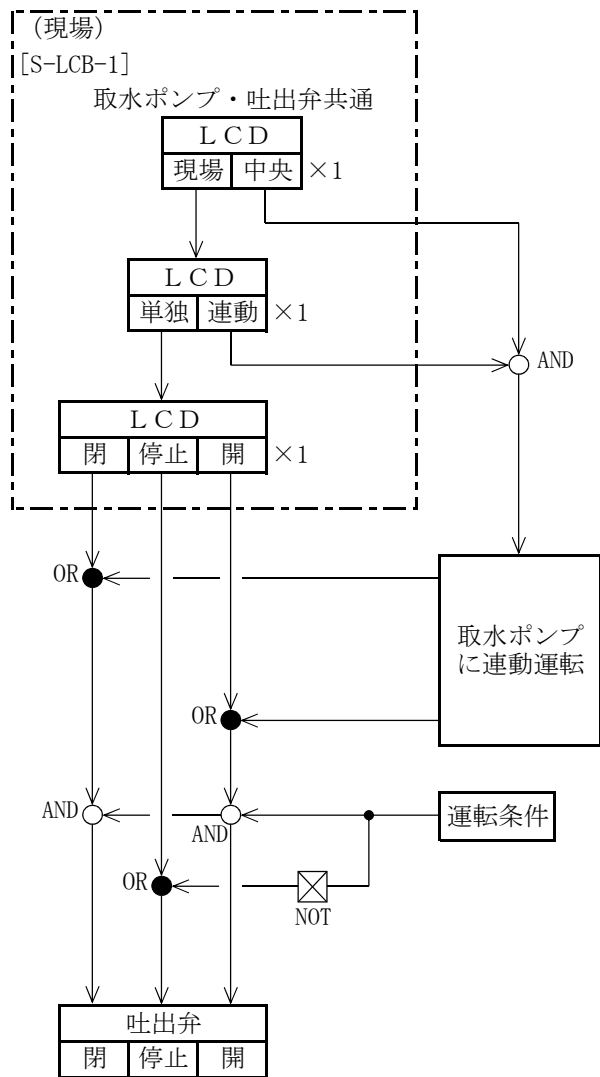 (現場)
[S-LCB-1]
取水ポンプ・吐出弁共通
LCD
現場 中央 ×1
LCD
単独 連動 ×1
AND
LCD
閉 停止 開 ×1
OR
取水ポンプ
に連動運転
OR
AND
AND
運転条件
OR
NOT
吐出弁
閉 停止 開